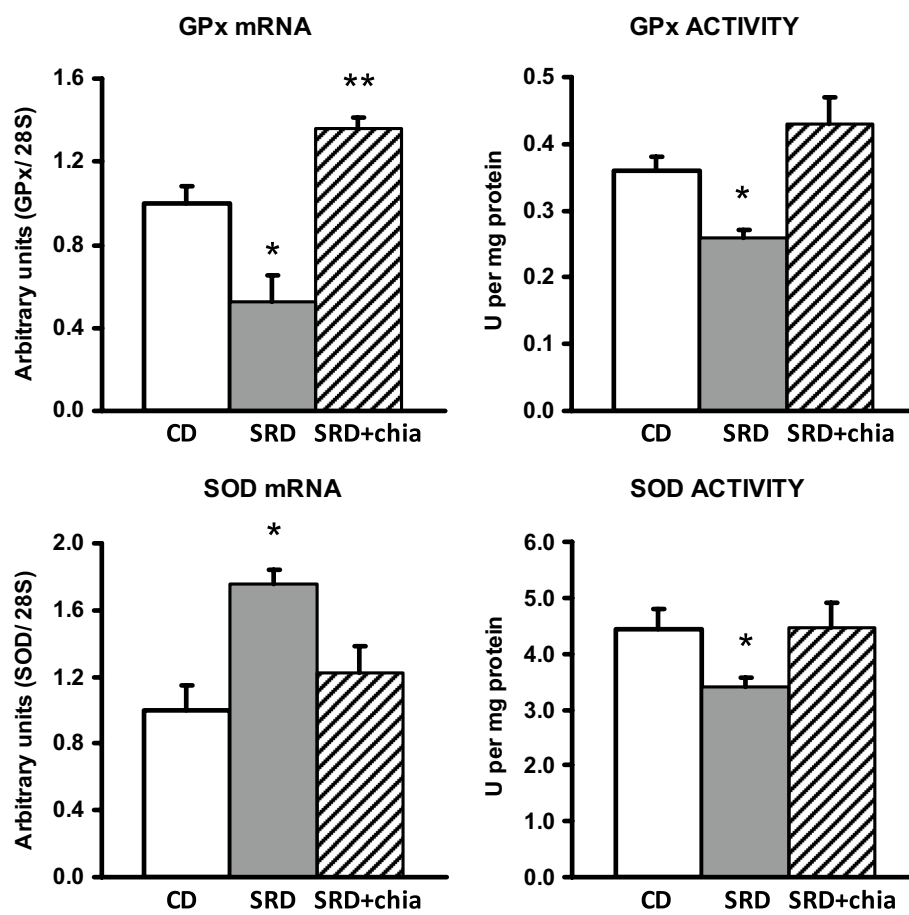 GPx mRNA
Arbitrary units (GPx/ 28S)
1.6
1.2
0.8
0.4
0.0
*
**
CD SRD SRD+chia
GPx ACTIVITY
U per mg protein
0.5
0.4
0.3
0.2
0.1
0.0
*
CD SRD SRD+chia
SOD mRNA
Arbitrary units (SOD/ 28S)
2.0
1.6
1.2
0.8
0.4
0.0
*
CD SRD SRD+chia
SOD ACTIVITY
U per mg protein
6.0
5.0
4.0
3.0
2.0
1.0
0.0
*
CD SRD SRD+chia